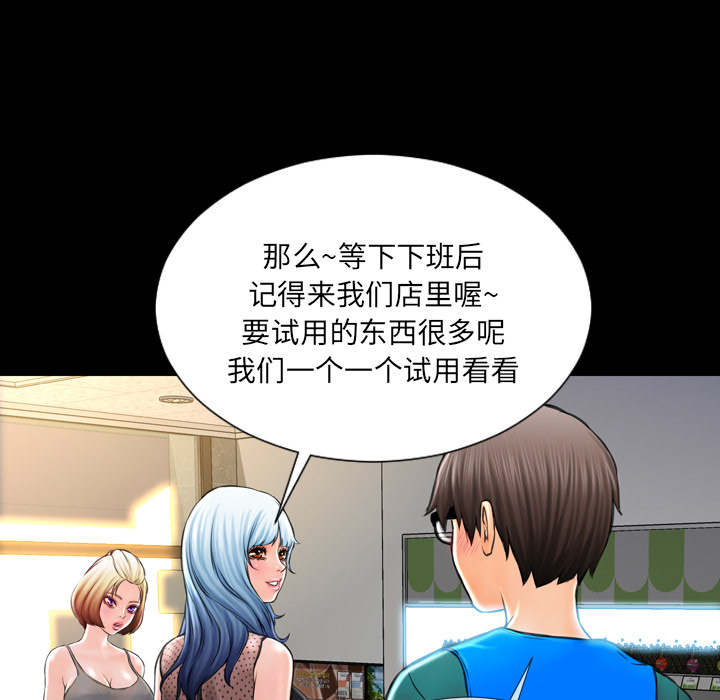 那么~等下下班后
记得来我们店里喔~
要试用的东西很多呢
我们一个一个试用看看